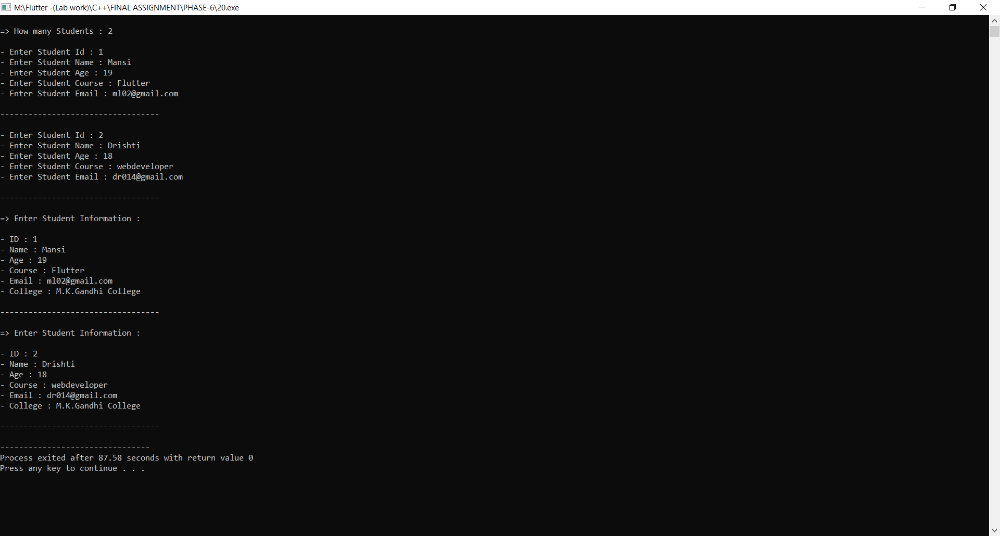 M:\Flutter -(Lab work)\C++\FINAL ASSIGNMENT\PHASE-6\20.exe
=> How many Students : 2
- Enter Student Id : 1
- Enter Student Name : Mansi
- Enter Student Age : 19
- Enter Student Course : Flutter
- Enter Student Email : ml02@gmail.com
----------------------------------
- Enter Student Id : 2
- Enter Student Name : Drishti
- Enter Student Age : 18
- Enter Student Course : webdeveloper
- Enter Student Email : dr014@gmail.com
----------------------------------
=> Enter Student Information :
- ID : 1
- Name : Mansi
- Age : 19
- Course : Flutter
- Email : ml02@gmail.com
- College : M.K.Gandhi College
----------------------------------
=> Enter Student Information :
- ID : 2
- Name : Drishti
- Age : 18
- Course : webdeveloper
- Email : dr014@gmail.com
- College : M.K.Gandhi College
----------------------------------
--------------------------------
Process exited after 87.58 seconds with return value 0
Press any key to continue . . .